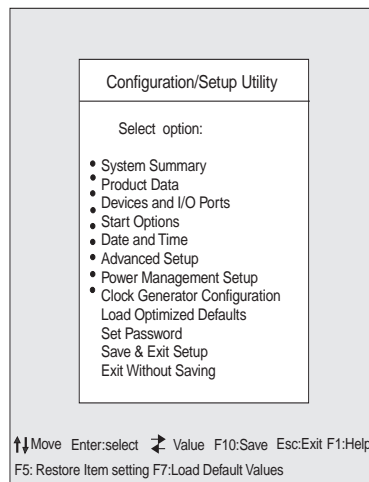 Configuration/Setup Utility
Select option:
• System Summary
• Product Data
• Devices and I/O Ports
• Start Options
• Date and Time
• Advanced Setup
• Power Management Setup
• Clock Generator Configuration
Load Optimized Defaults
Set Password
Save & Exit Setup
Exit Without Saving
Move Enter:select Value F10:Save Esc:Exit F1:Help
F5: Restore Item setting F7:Load Default Values